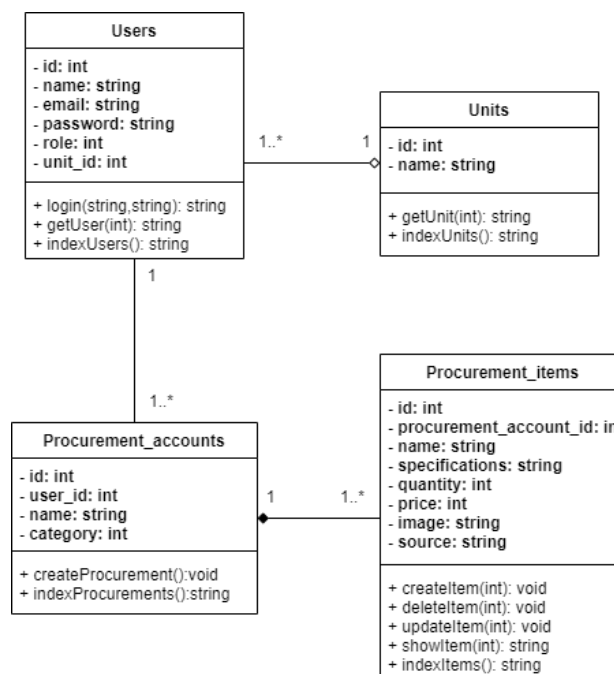 Users
- id: int
- name: string
- email: string
- password: string
- role: int
- unit_id: int
+ login(string,string): string
+ getUser(int): string
+ indexUsers(): string
1..*
1
Units
- id: int
- name: string
+ getUnit(int): string
+ indexUnits(): string
1
1..*
Procurement_accounts
- id: int
- user_id: int
- name: string
- category: int
+ createProcurement():void
+ indexProcurements():string
1
1..*
Procurement_items
- id: int
- procurement_account_id: in
- name: string
- specifications: string
- quantity: int
- price: int
- image: string
- source: string
+ createItem(int): void
+ deleteItem(int): void
+ updateItem(int): void
+ showItem(int): string
+ indexItems(): string